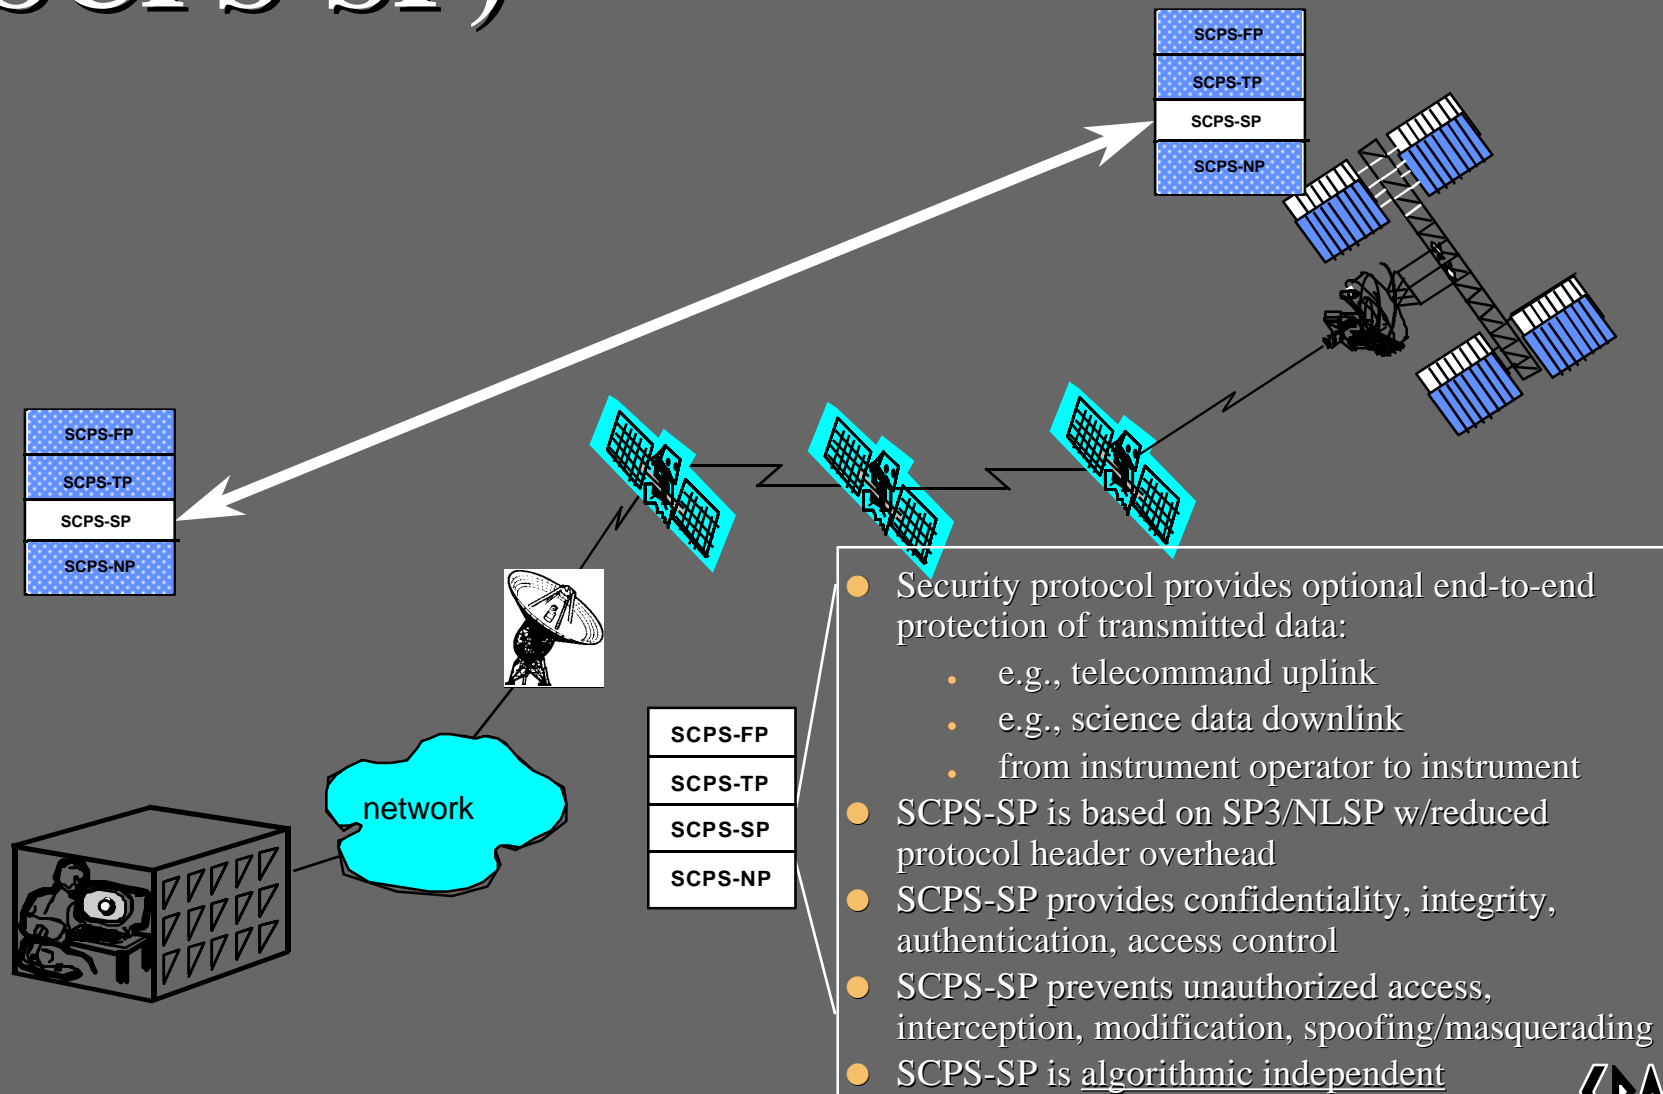 SCPS-SP)
SCPS-FP
SCPS-TP
SCPS-SP
SCPS-NP
SCPS-FP
SCPS-TP
SCPS-SP
SCPS-NP
network
SCPS-FP
SCPS-TP
SCPS-SP
SCPS-NP
Security protocol provides optional end-to-end
protection of transmitted data:
e.g., telecommand uplink
e.g., science data downlink
from instrument operator to instrument
SCPS-SP is based on SP3/NLSP w/reduced
protocol header overhead
SCPS-SP provides confidentiality, integrity,
authentication, access control
SCPS-SP prevents unauthorized access,
interception, modification, spoofing/masquerading
SCPS-SP is algorithmic independent